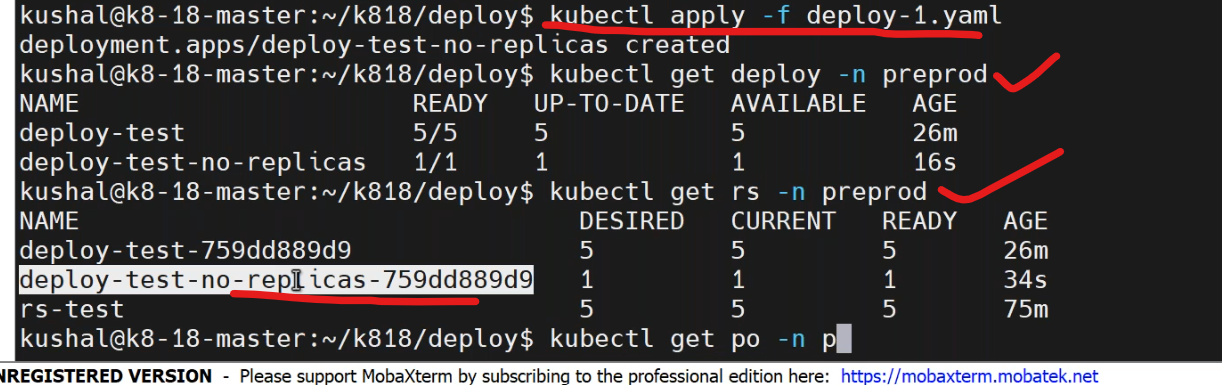 kushal@k8-18-master:~/k818/deploy$ kubectl apply -f deploy-1.yaml
deployment.apps/deploy-test-no-replicas created
kushal@k8-18-master:~/k818/deploy$ kubectl get deploy -n preprod
NAME READY UP-TO-DATE AVAILABLE AGE
deploy-test 5/5 5 5 26m
deploy-test-no-replicas 1/1 1 1 16s
kushal@k8-18-master:~/k818/deploy$ kubectl get rs -n preprod
NAME DESIRED CURRENT READY AGE
deploy-test-759dd889d9 5 5 5 26m
deploy-test-no-replicas-759dd889d9 1 1 1 34s
rs-test 5 5 5 75m
kushal@k8-18-master:~/k818/deploy$ kubectl get po -n p
NREGISTERED VERSION - Please support MobaXterm by subscribing to the professional edition here: https://mobaxterm.mobatek.net